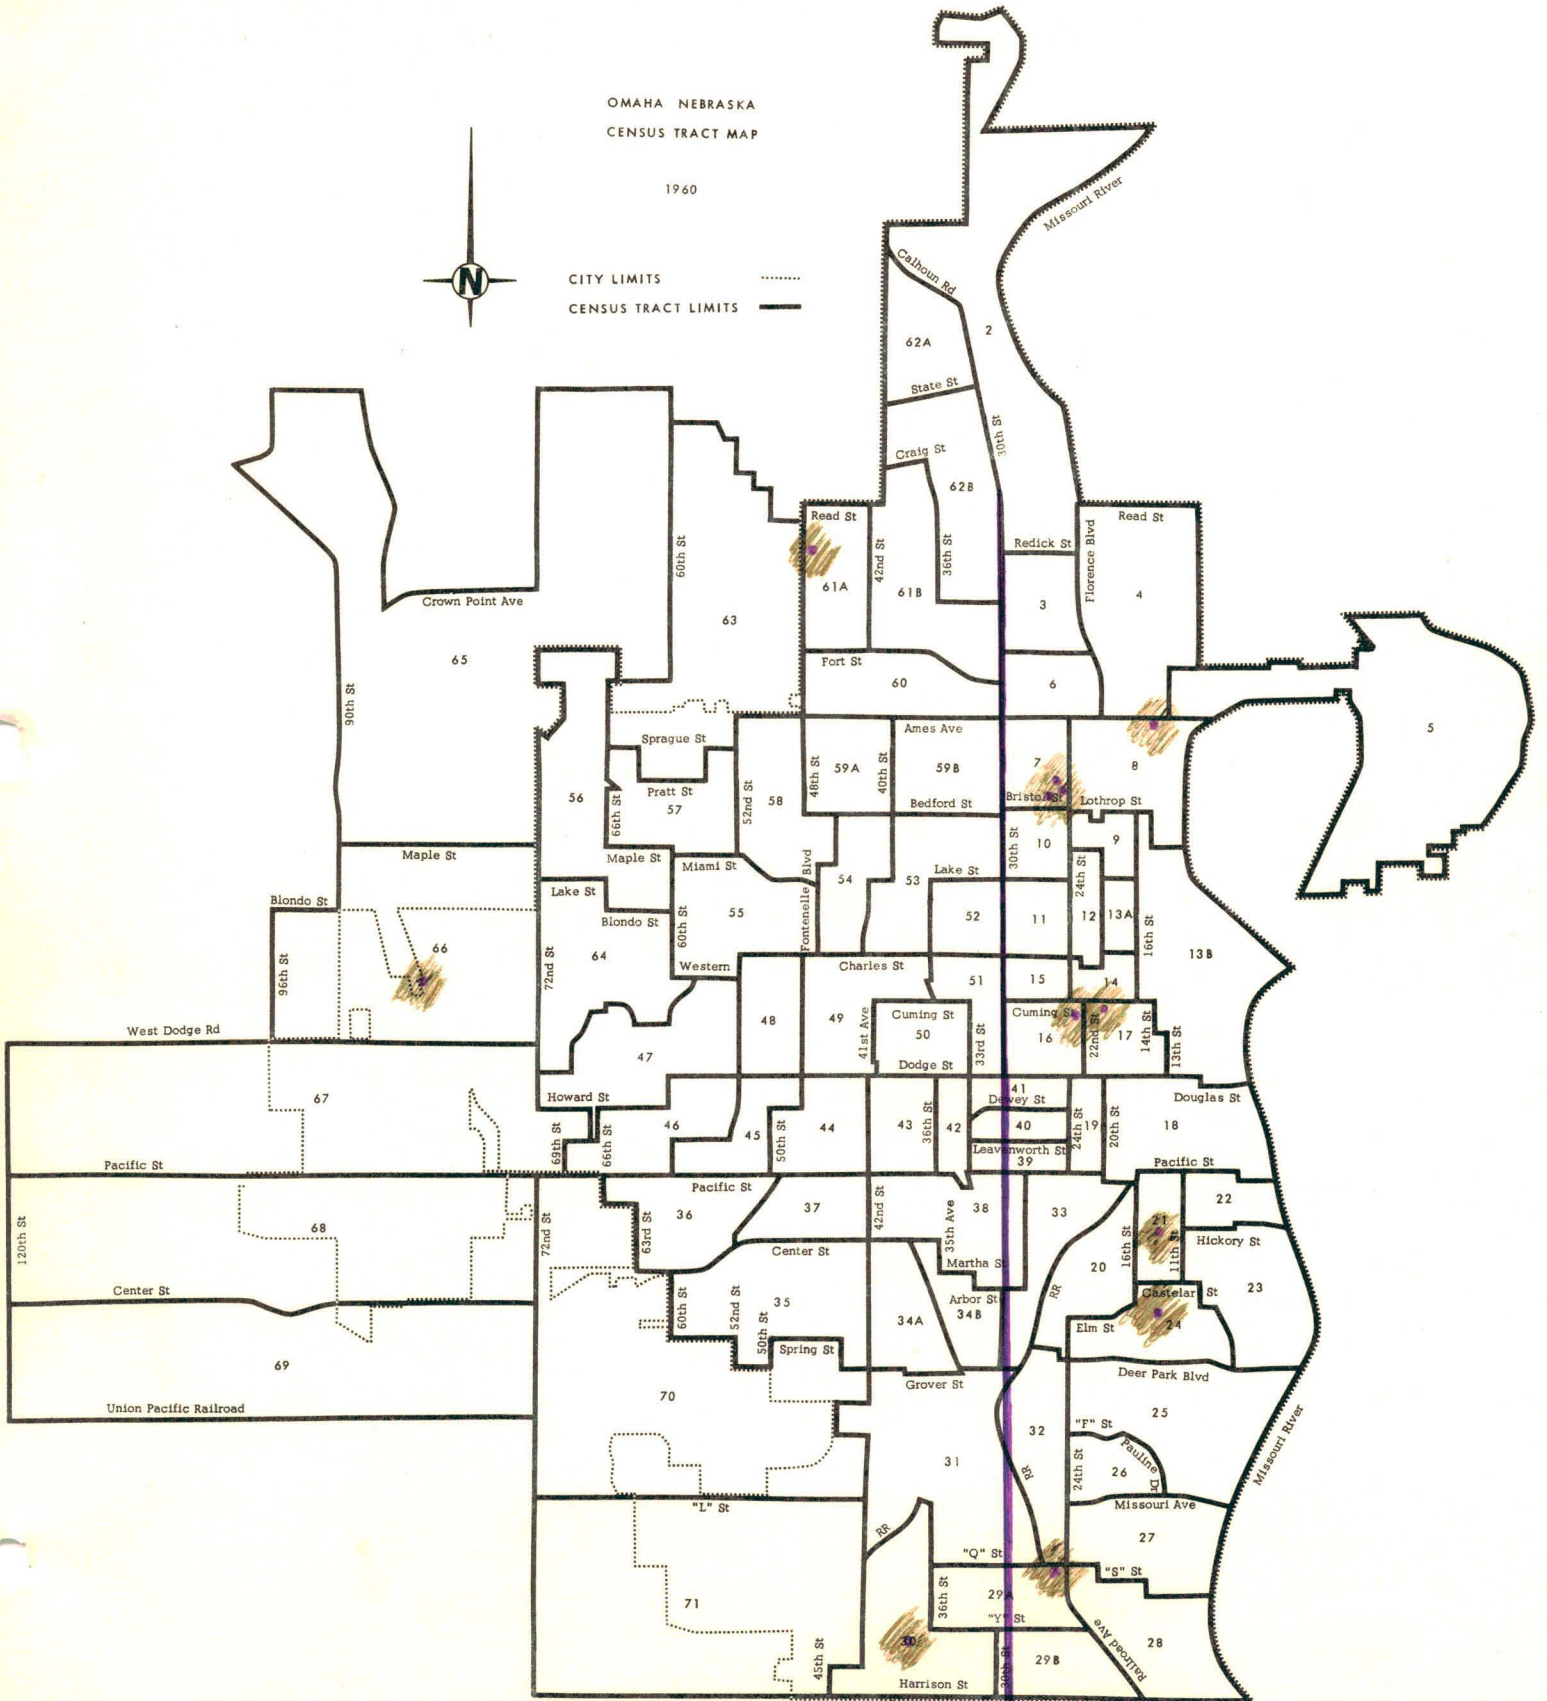 OMAHA NEBRASKA
CENSUS TRACT MAP
1960
N
CITY LIMITS
CENSUS TRACT LIMITS
Missouri River
Calhoun Rd
2
62A
State St
30th St
Craig St
62B
Read St
Read St
60th St
42nd St
36th St
Redick St
Florence Blvd
61A
61B
3
4
Crown Point Ave
63
65
Fort St
60
6
90th St
5
Ames Ave
Sprague St
48th St
59A
40th St
59B
7
8
56
66th St
Pratt St
57
52nd St
58
Bedford St
Bristol St
Lothrop St
30th St
10
9
Maple St
Maple St
Miami St
Fontenelle Blvd
54
53
Lake St
24th St
Lake St
Blondo St
Blondo St
60th St
55
52
11
12
13A
16th St
13B
66
96th St
72nd St
64
Western
Charles St
51
15
14
48
49
41st Ave
Cuming St
50
33rd St
Cuming St
16
22nd St
17
14th St
13th St
West Dodge Rd
47
Dodge St
67
Howard St
41
Dewey St
Douglas St
69th St
66th St
46
45
50th St
44
43
36th St
42
40
24th St
19
20th St
18
Leavenworth St
39
Pacific St
Pacific St
Pacific St
120th St
68
72nd St
63rd St
36
37
42nd St
35th Ave
38
33
16th St
21
11th St
22
Hickory St
Center St
Center St
Martha St
20
RR
23
60th St
52nd St
50th St
35
34A
Arbor St
34B
Castelar St
Elm St
24
69
Spring St
Grover St
Deer Park Blvd
70
Union Pacific Railroad
"F" St
25
32
31
RR
24th St
26
Pauline Dr
Missouri River
"L" St
Missouri Ave
RR
27
"Q" St
"S" St
71
36th St
29A
"Y" St
45th St
30
30th St
29B
Railroad Ave
28
Harrison St